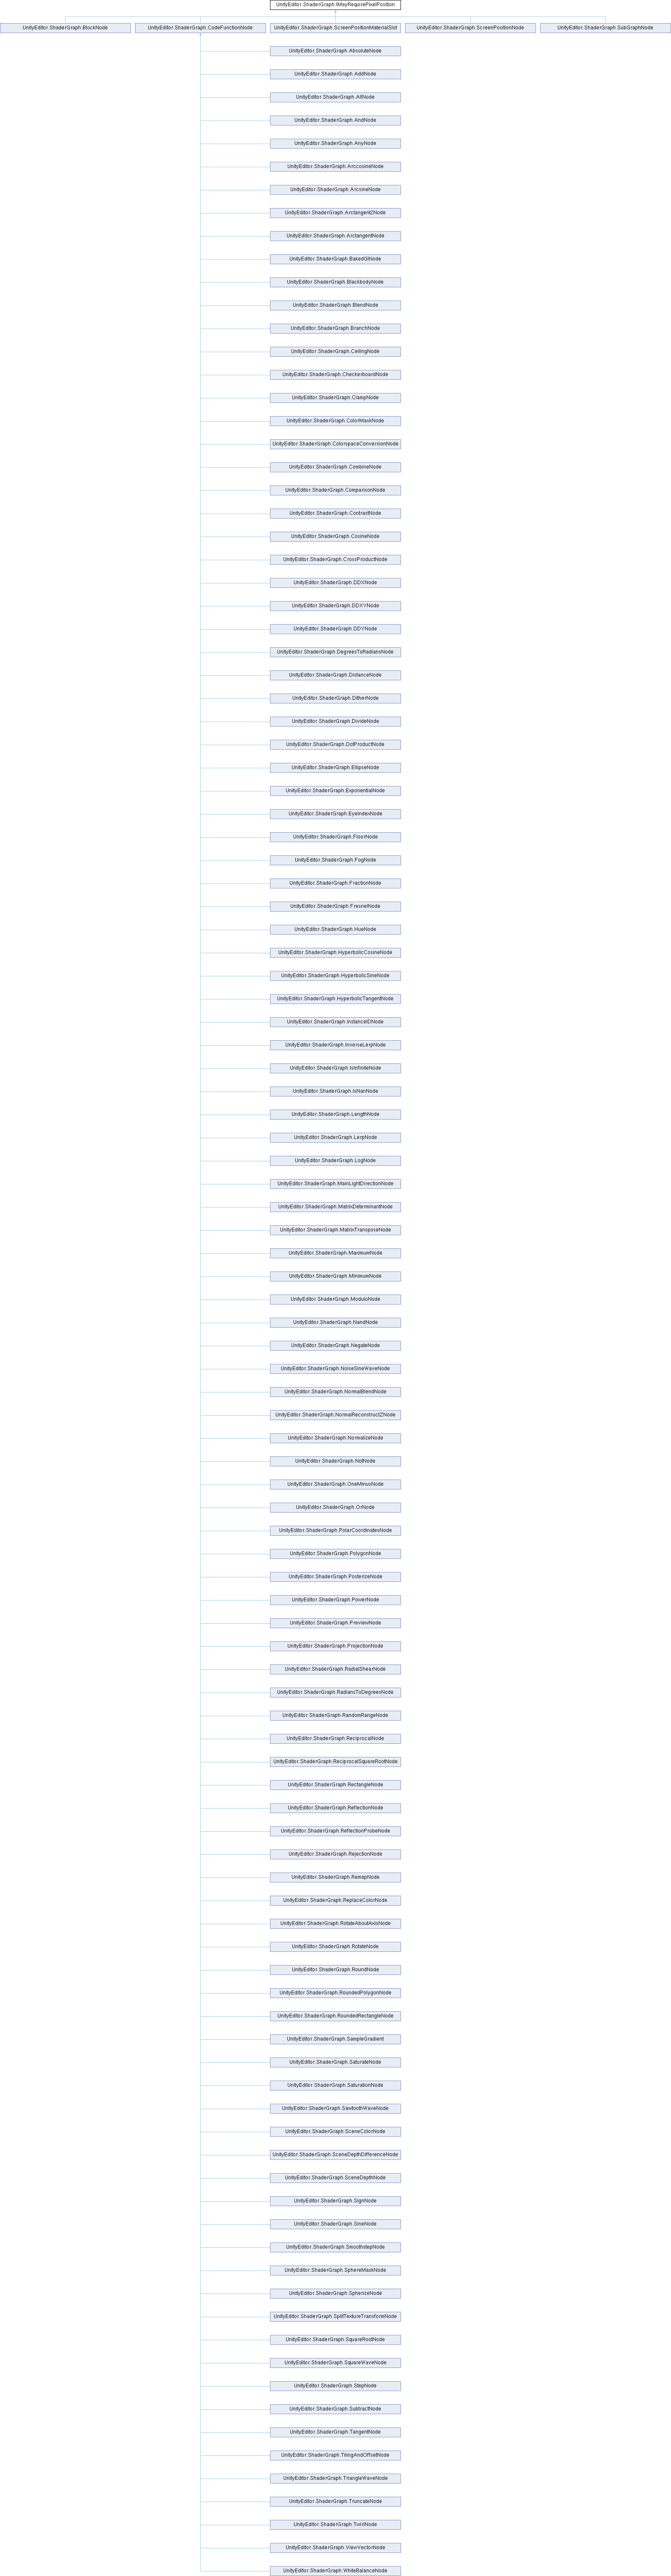 UnityEditor.ShaderGraph.IMayRequirePixelPosition
UnityEditor.ShaderGraph.BlockNode
UnityEditor.ShaderGraph.CodeFunctionNode
UnityEditor.ShaderGraph.ScreenPositionMaterialSlot
UnityEditor.ShaderGraph.ScreenPositionNode
UnityEditor.ShaderGraph.SubGraphNode
UnityEditor.ShaderGraph.AbsoluteNode
UnityEditor.ShaderGraph.AddNode
UnityEditor.ShaderGraph.AllNode
UnityEditor.ShaderGraph.AndNode
UnityEditor.ShaderGraph.AnyNode
UnityEditor.ShaderGraph.ArccosineNode
UnityEditor.ShaderGraph.ArcsineNode
UnityEditor.ShaderGraph.Arctangent2Node
UnityEditor.ShaderGraph.ArctangentNode
UnityEditor.ShaderGraph.BakedGINode
UnityEditor.ShaderGraph.BlackbodyNode
UnityEditor.ShaderGraph.BlendNode
UnityEditor.ShaderGraph.BranchNode
UnityEditor.ShaderGraph.CeilingNode
UnityEditor.ShaderGraph.CheckerboardNode
UnityEditor.ShaderGraph.ClampNode
UnityEditor.ShaderGraph.ColorMaskNode
UnityEditor.ShaderGraph.ColorspaceConversionNode
UnityEditor.ShaderGraph.CombineNode
UnityEditor.ShaderGraph.ComparisonNode
UnityEditor.ShaderGraph.ContrastNode
UnityEditor.ShaderGraph.CosineNode
UnityEditor.ShaderGraph.CrossProductNode
UnityEditor.ShaderGraph.DDXNode
UnityEditor.ShaderGraph.DDXYNode
UnityEditor.ShaderGraph.DDYNode
UnityEditor.ShaderGraph.DegreesToRadiansNode
UnityEditor.ShaderGraph.DistanceNode
UnityEditor.ShaderGraph.DitherNode
UnityEditor.ShaderGraph.DivideNode
UnityEditor.ShaderGraph.DotProductNode
UnityEditor.ShaderGraph.EllipseNode
UnityEditor.ShaderGraph.ExponentialNode
UnityEditor.ShaderGraph.EyeIndexNode
UnityEditor.ShaderGraph.FloorNode
UnityEditor.ShaderGraph.FogNode
UnityEditor.ShaderGraph.FractionNode
UnityEditor.ShaderGraph.FresnelNode
UnityEditor.ShaderGraph.HueNode
UnityEditor.ShaderGraph.HyperbolicCosineNode
UnityEditor.ShaderGraph.HyperbolicSineNode
UnityEditor.ShaderGraph.HyperbolicTangentNode
UnityEditor.ShaderGraph.InstanceIDNode
UnityEditor.ShaderGraph.InverseLerpNode
UnityEditor.ShaderGraph.IsInfiniteNode
UnityEditor.ShaderGraph.IsNanNode
UnityEditor.ShaderGraph.LengthNode
UnityEditor.ShaderGraph.LerpNode
UnityEditor.ShaderGraph.LogNode
UnityEditor.ShaderGraph.MainLightDirectionNode
UnityEditor.ShaderGraph.MatrixDeterminantNode
UnityEditor.ShaderGraph.MatrixTransposeNode
UnityEditor.ShaderGraph.MaximumNode
UnityEditor.ShaderGraph.MinimumNode
UnityEditor.ShaderGraph.ModuloNode
UnityEditor.ShaderGraph.NandNode
UnityEditor.ShaderGraph.NegateNode
UnityEditor.ShaderGraph.NoiseSineWaveNode
UnityEditor.ShaderGraph.NormalBlendNode
UnityEditor.ShaderGraph.NormalReconstructZNode
UnityEditor.ShaderGraph.NormalizeNode
UnityEditor.ShaderGraph.NotNode
UnityEditor.ShaderGraph.OneMinusNode
UnityEditor.ShaderGraph.OrNode
UnityEditor.ShaderGraph.PolarCoordinatesNode
UnityEditor.ShaderGraph.PolygonNode
UnityEditor.ShaderGraph.PosterizeNode
UnityEditor.ShaderGraph.PowerNode
UnityEditor.ShaderGraph.PreviewNode
UnityEditor.ShaderGraph.ProjectionNode
UnityEditor.ShaderGraph.RadialShearNode
UnityEditor.ShaderGraph.RadiansToDegreesNode
UnityEditor.ShaderGraph.RandomRangeNode
UnityEditor.ShaderGraph.ReciprocalNode
UnityEditor.ShaderGraph.ReciprocalSquareRootNode
UnityEditor.ShaderGraph.RectangleNode
UnityEditor.ShaderGraph.ReflectionNode
UnityEditor.ShaderGraph.ReflectionProbeNode
UnityEditor.ShaderGraph.RejectionNode
UnityEditor.ShaderGraph.RemapNode
UnityEditor.ShaderGraph.ReplaceColorNode
UnityEditor.ShaderGraph.RotateAboutAxisNode
UnityEditor.ShaderGraph.RotateNode
UnityEditor.ShaderGraph.RoundNode
UnityEditor.ShaderGraph.RoundedPolygonNode
UnityEditor.ShaderGraph.RoundedRectangleNode
UnityEditor.ShaderGraph.SampleGradient
UnityEditor.ShaderGraph.SaturateNode
UnityEditor.ShaderGraph.SaturationNode
UnityEditor.ShaderGraph.SawtoothWaveNode
UnityEditor.ShaderGraph.SceneColorNode
UnityEditor.ShaderGraph.SceneDepthDifferenceNode
UnityEditor.ShaderGraph.SceneDepthNode
UnityEditor.ShaderGraph.SignNode
UnityEditor.ShaderGraph.SineNode
UnityEditor.ShaderGraph.SmoothstepNode
UnityEditor.ShaderGraph.SphereMaskNode
UnityEditor.ShaderGraph.SpherizeNode
UnityEditor.ShaderGraph.SplitTextureTransformNode
UnityEditor.ShaderGraph.SquareRootNode
UnityEditor.ShaderGraph.SquareWaveNode
UnityEditor.ShaderGraph.StepNode
UnityEditor.ShaderGraph.SubtractNode
UnityEditor.ShaderGraph.TangentNode
UnityEditor.ShaderGraph.TilingAndOffsetNode
UnityEditor.ShaderGraph.TriangleWaveNode
UnityEditor.ShaderGraph.TruncateNode
UnityEditor.ShaderGraph.TwirlNode
UnityEditor.ShaderGraph.ViewVectorNode
UnityEditor.ShaderGraph.WhiteBalanceNode